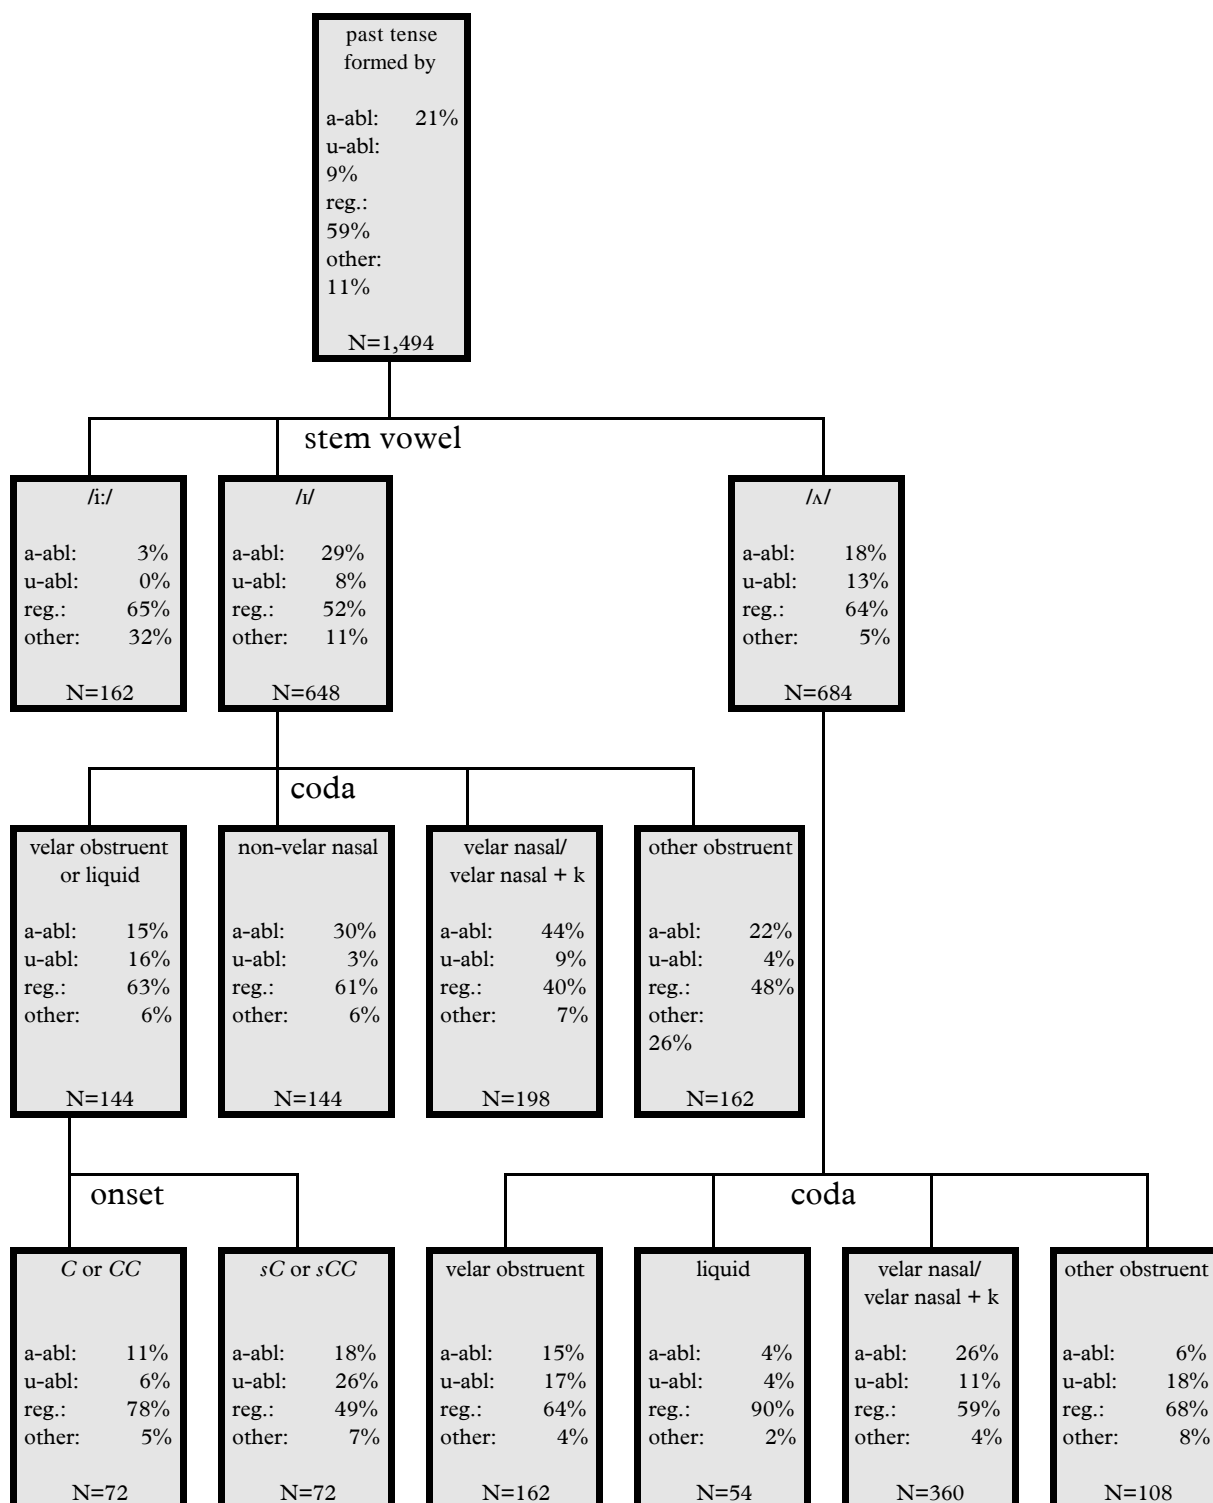 past tense
formed by
a-abl: 21%
u-abl:
9%
reg.:
59%
other:
11%
N=1,494
stem vowel
/i:/
a-abl: 3%
u-abl: 0%
reg.: 65%
other: 32%
N=162
/ɪ/
a-abl: 29%
u-abl: 8%
reg.: 52%
other: 11%
N=648
/ʌ/
a-abl: 18%
u-abl: 13%
reg.: 64%
other: 5%
N=684
coda
velar obstruent
or liquid
a-abl: 15%
u-abl: 16%
reg.: 63%
other: 6%
N=144
non-velar nasal
a-abl: 30%
u-abl: 3%
reg.: 61%
other: 6%
N=144
velar nasal/
velar nasal + k
a-abl: 44%
u-abl: 9%
reg.: 40%
other: 7%
N=198
other obstruent
a-abl: 22%
u-abl: 4%
reg.: 48%
other:
26%
N=162
onset
coda
C or CC
a-abl: 11%
u-abl: 6%
reg.: 78%
other: 5%
N=72
sC or sCC
a-abl: 18%
u-abl: 26%
reg.: 49%
other: 7%
N=72
velar obstruent
a-abl: 15%
u-abl: 17%
reg.: 64%
other: 4%
N=162
liquid
a-abl: 4%
u-abl: 4%
reg.: 90%
other: 2%
N=54
velar nasal/
velar nasal + k
a-abl: 26%
u-abl: 11%
reg.: 59%
other: 4%
N=360
other obstruent
a-abl: 6%
u-abl: 18%
reg.: 68%
other: 8%
N=108